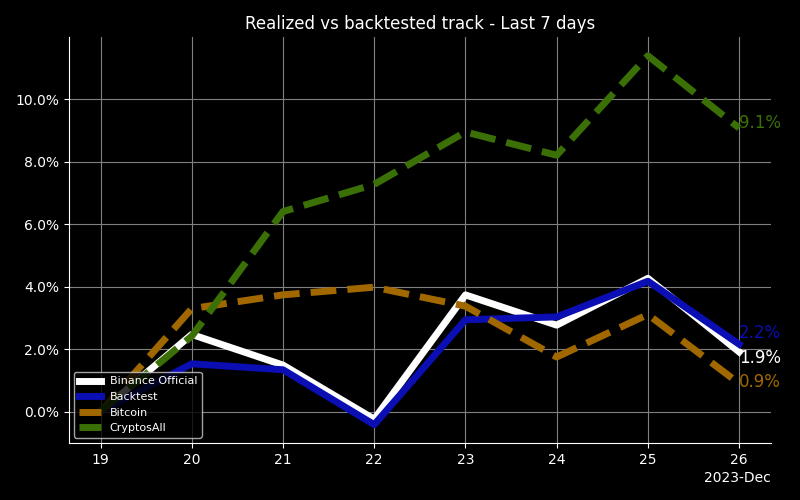 Realized vs backtested track - Last 7 days
10.0%
8.0%
6.0%
4.0%
2.0%
0.0%
9.1%
2.2%
1.9%
0.9%
Binance Official
Backtest
Bitcoin
CryptosAll
19 20 21 22 23 24 25 26
2023-Dec